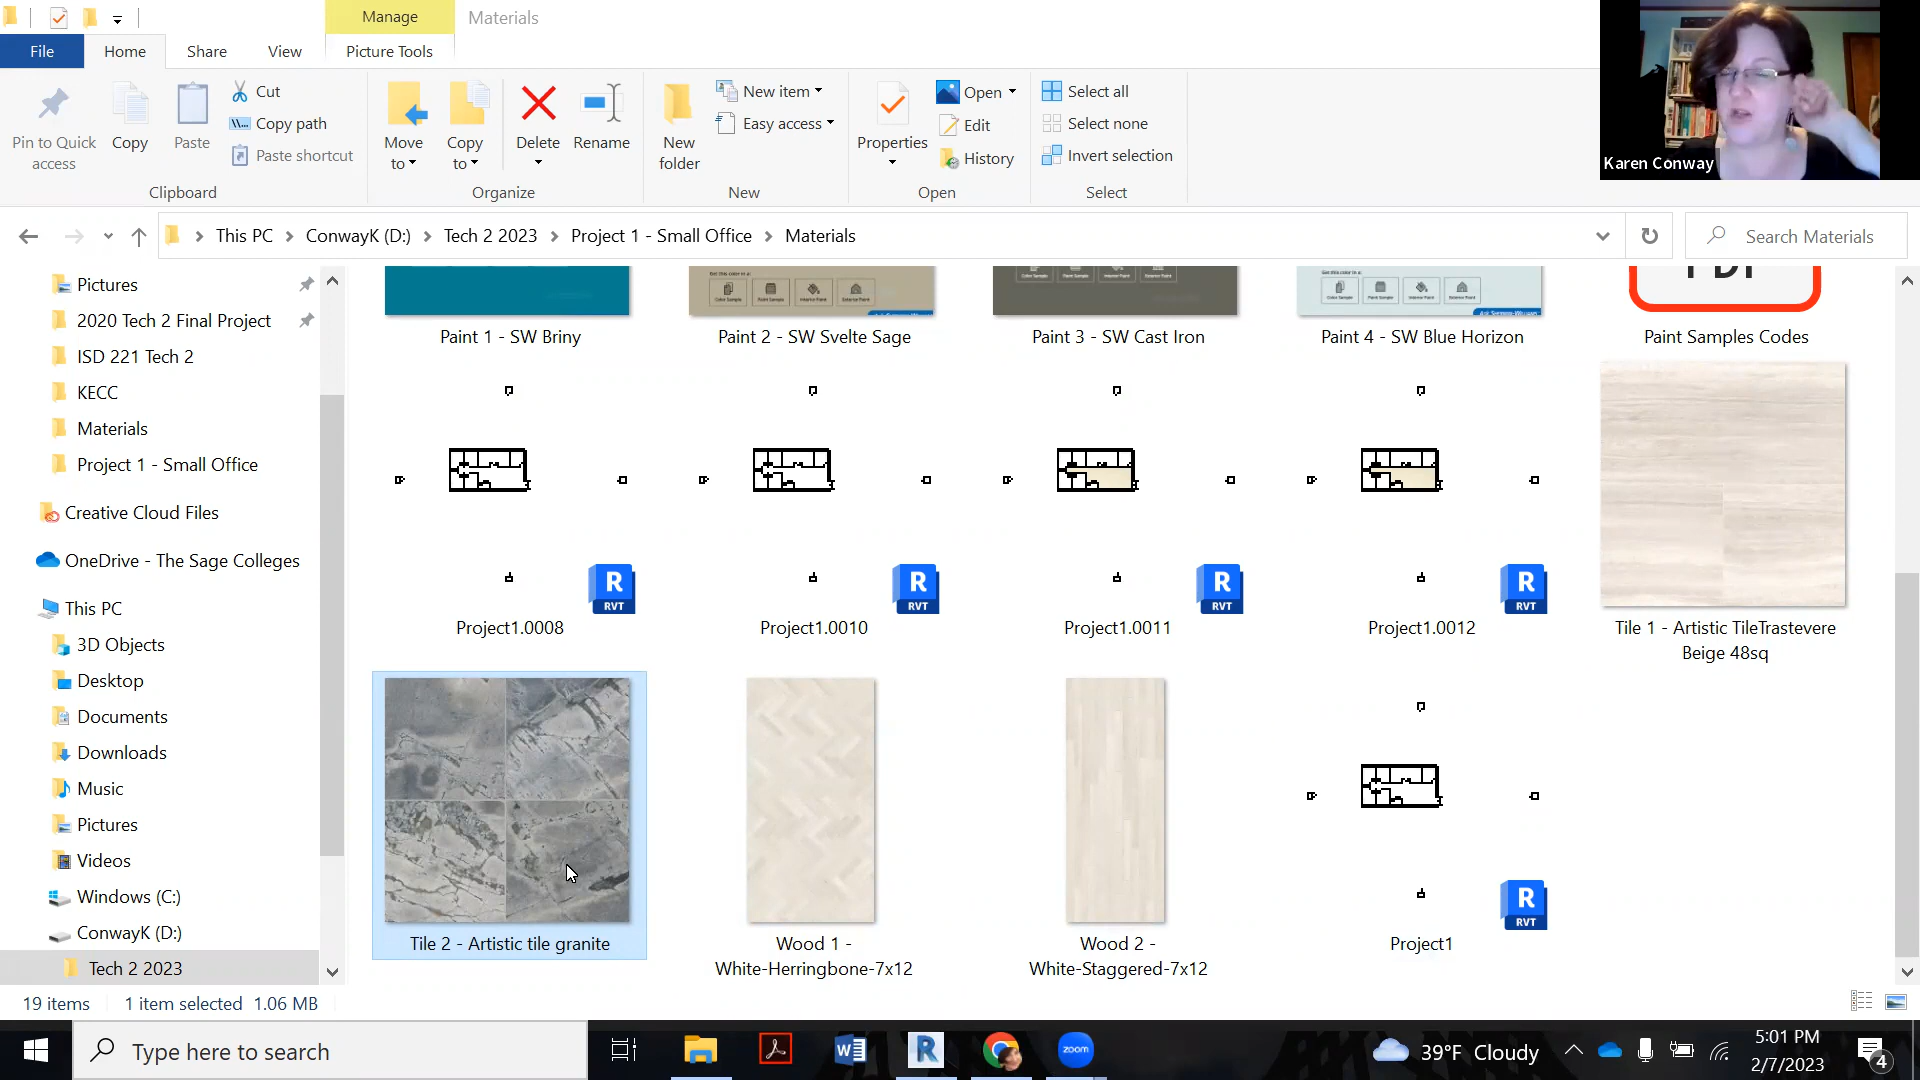 Manage
Materials
File
Home
Share
View
Picture Tools
Pin to Quick
access
Copy
Paste
Cut
Copy path
Paste shortcut
Clipboard
Move
to
Copy
to
Delete
Rename
Organize
New
folder
New item
Easy access
New
Properties
Open
Edit
History
Open
Select all
Select none
Invert selection
Select
Karen Conway
This PC
ConwayK (D:)
Tech 2 2023
Project 1 - Small Office
Materials
Search Materials
Pictures
2020 Tech 2 Final Project
ISD 221 Tech 2
KECC
Materials
Project 1 - Small Office
Creative Cloud Files
OneDrive - The Sage Colleges
This PC
3D Objects
Desktop
Documents
Downloads
Music
Pictures
Videos
Windows (C:)
ConwayK (D:)
Tech 2 2023
Paint 1 - SW Briny
Paint 2 - SW Svelte Sage
Paint 3 - SW Cast Iron
Paint 4 - SW Blue Horizon
PDF
Paint Samples Codes
R
RVT
Project1.0008
R
RVT
Project1.0010
R
RVT
Project1.0011
R
RVT
Project1.0012
Tile 1 - Artistic TileTrastevere
Beige 48sq
Tile 2 - Artistic tile granite
Wood 1 -
White-Herringbone-7x12
Wood 2 -
White-Staggered-7x12
R
RVT
Project1
19 items
1 item selected 1.06 MB
Type here to search
W
R
zoom
39°F Cloudy
5:01 PM
2/7/2023
4